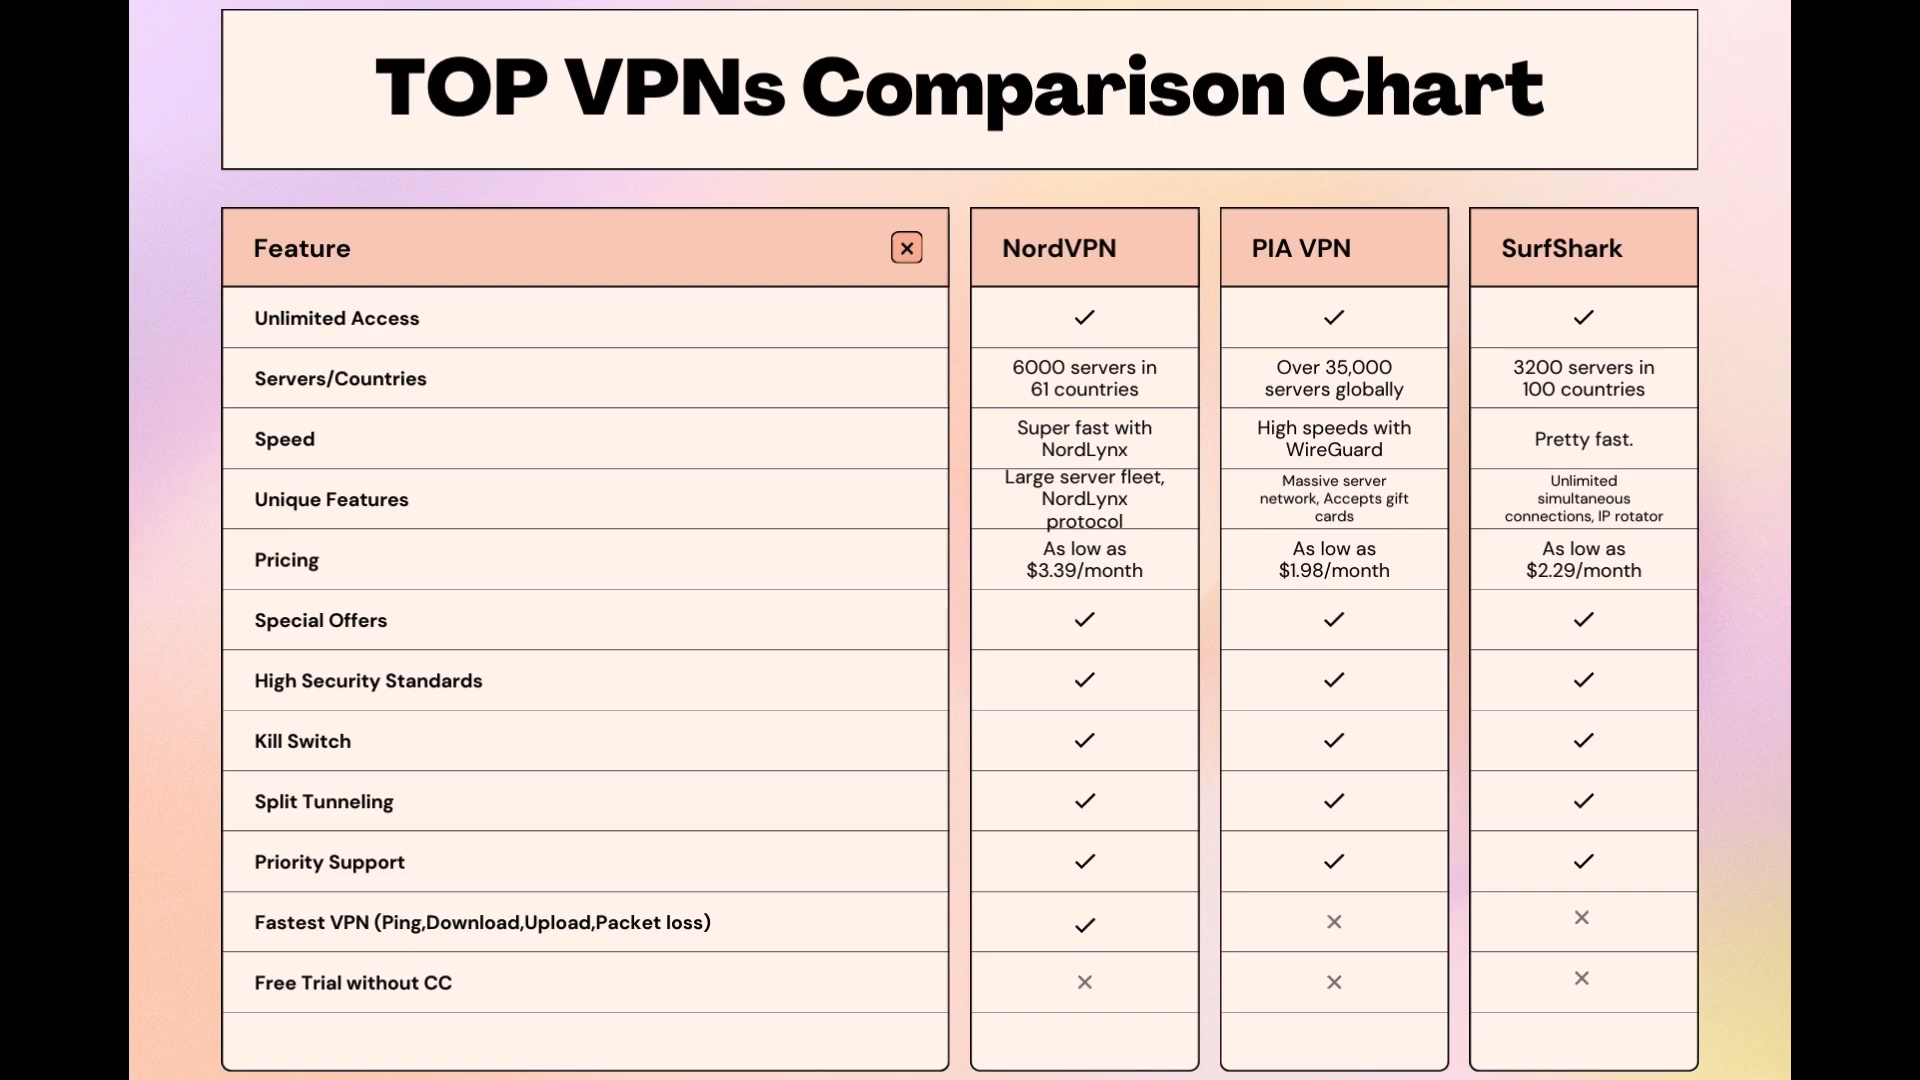 TOP VPNs Comparison Chart
Feature
NordVPN
PIA VPN
SurfShark
Unlimited Access
Servers/Countries
6000 servers in
61 countries
Over 35,000
servers globally
3200 servers in
100 countries
Speed
Super fast with
NordLynx
High speeds with
WireGuard
Pretty fast.
Unique Features
Large server fleet,
NordLynx
protocol
Massive server
network, Accepts gift
cards
Unlimited
simultaneous
connections, IP rotator
Pricing
As low as
$3.39/month
As low as
$1.98/month
As low as
$2.29/month
Special Offers
High Security Standards
Kill Switch
Split Tunneling
Priority Support
Fastest VPN (Ping,Download,Upload,Packet loss)
Free Trial without CC